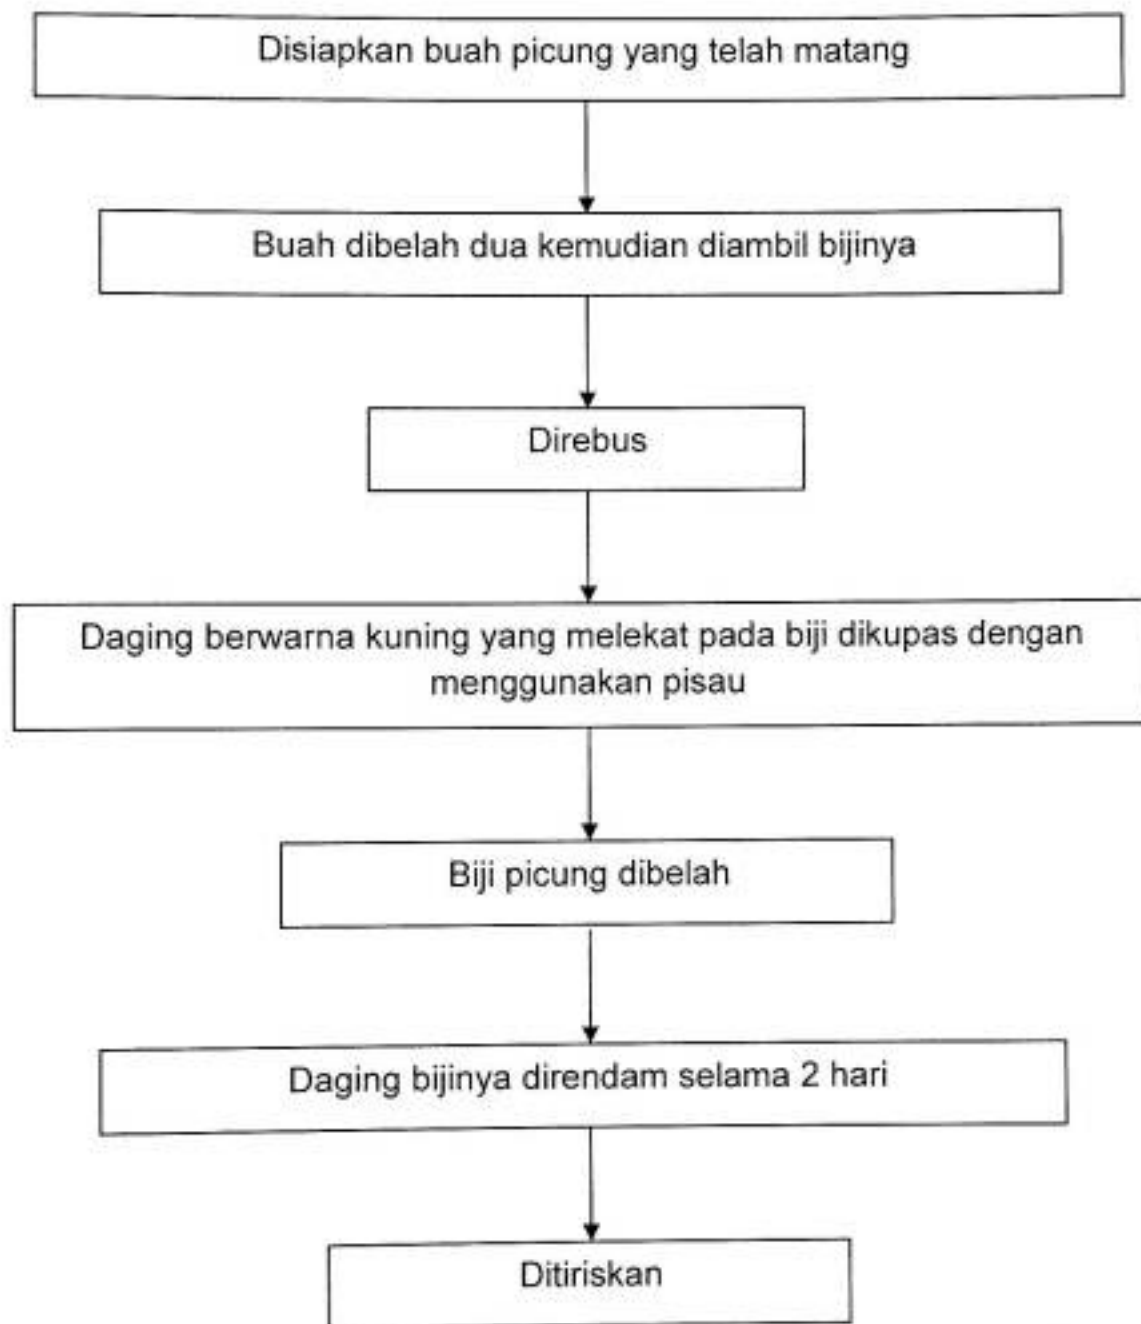 Disiapkan buah picung yang telah matang
Buah dibelah dua kemudian diambil bijinya
Direbus
Daging berwarna kuning yang melekat pada biji dikupas dengan
menggunakan pisau
Biji picung dibelah
Daging bijinya direndam selama 2 hari
Ditiriskan